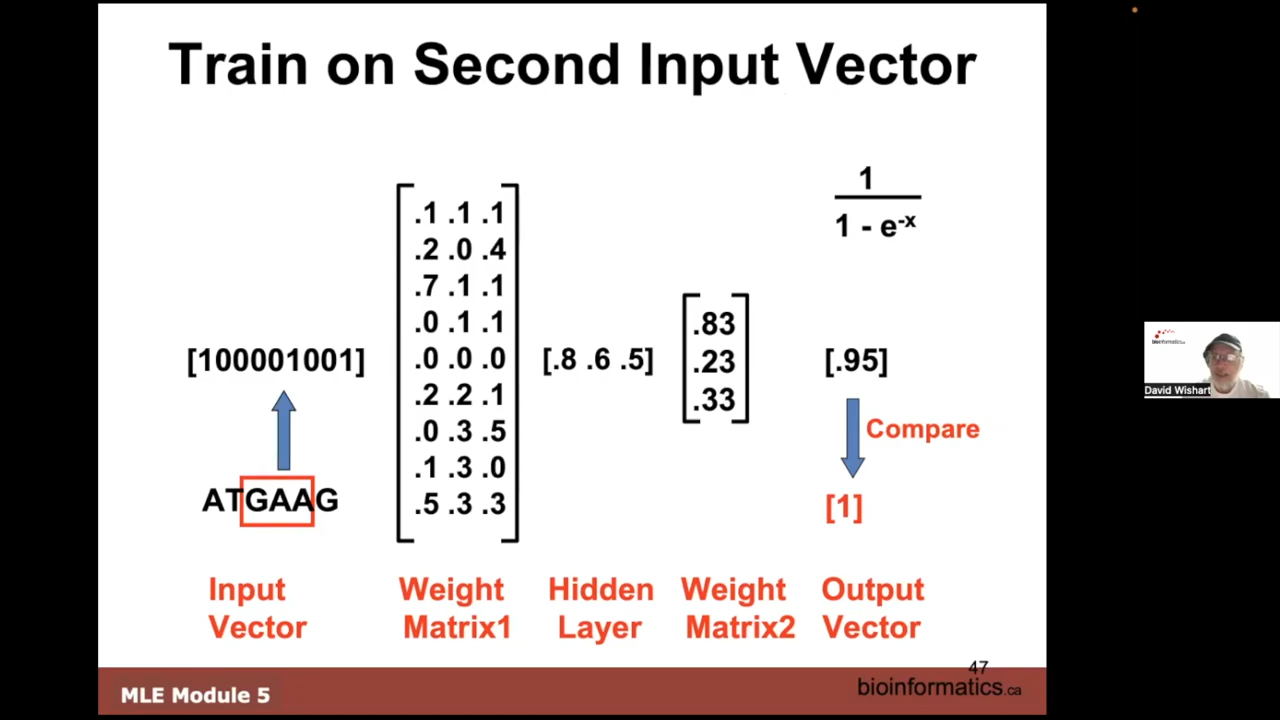 Train on Second Input Vector
1
1 - e-x
.1 .1 .1
.2 .0 .4
.7 .1 .1
.0 .1 .1
.0 .0 .0
.2 .2 .1
.0 .3 .5
.1 .3 .0
.5 .3 .3
[100001001]
[.8 .6 .5]
.83
.23
.33
[.95]
Compare
[1]
ATGAAG
Input Vector
Weight Matrix1
Hidden Layer
Weight Matrix2
Output Vector
MLE Module 5
47
bioinformatics.ca
bioinformatics.ca
David Wishart